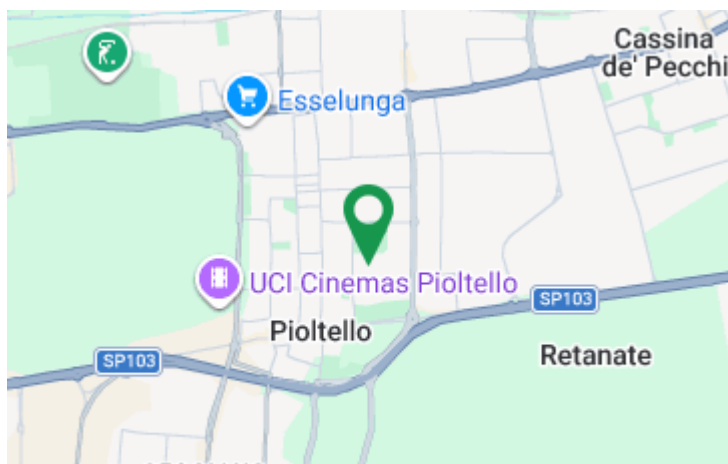 Cassina
de' Pecchi
Esselunga
UCI Cinemas Pioltello
SP103
Pioltello
SP103
Retanate